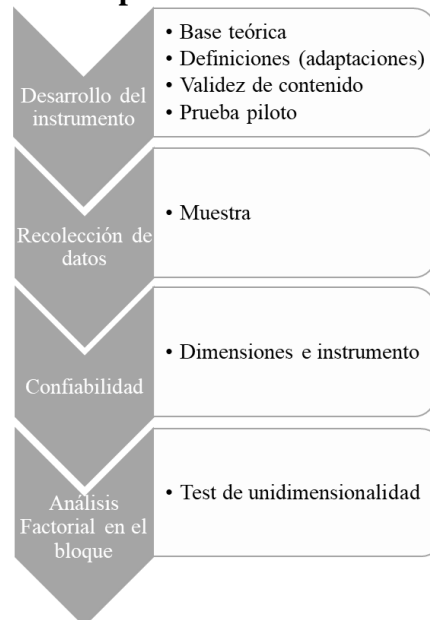 Desarrollo del
instrumento
• Base teórica
• Definiciones (adaptaciones)
• Validez de contenido
• Prueba piloto
Recolección de
datos
• Muestra
Confiabilidad
• Dimensiones e instrumento
Análisis
Factorial en el
bloque
• Test de unidimensionalidad